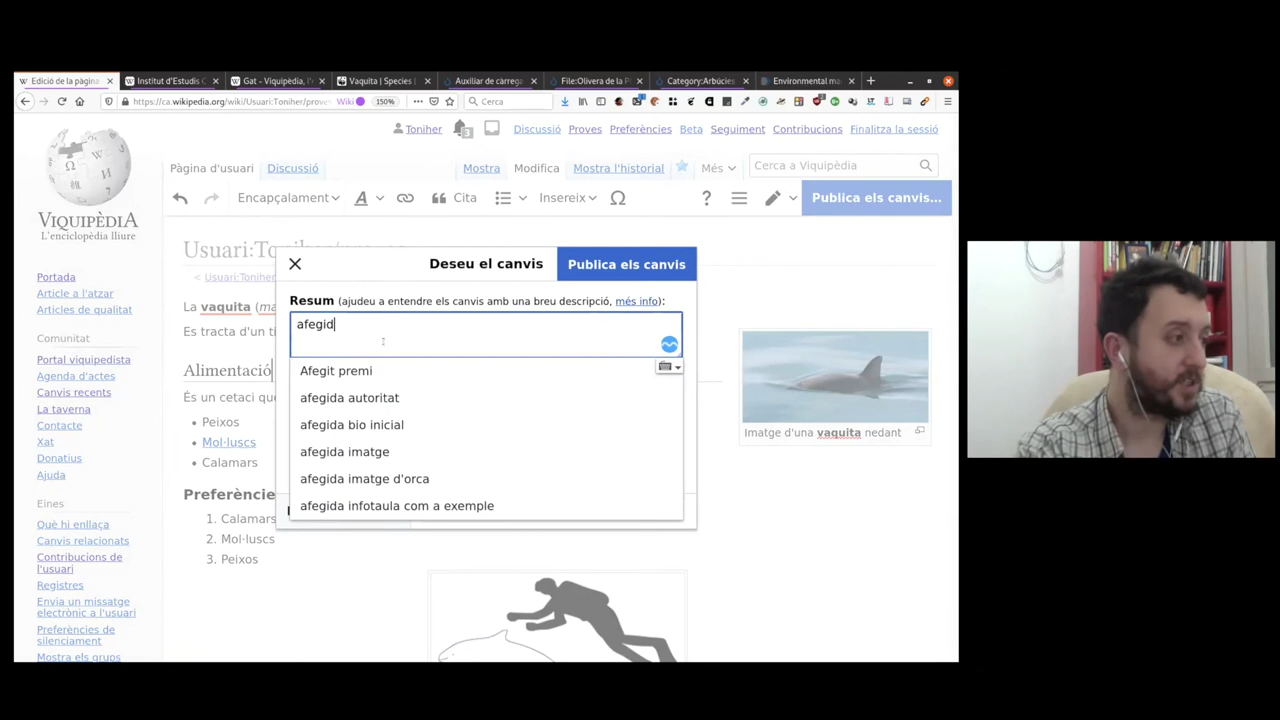 Edició de la pàgina
Institut d'Estudis C
Gat - Viquipèdia, l'
Vaquita | Species |
Auxiliar de carrega
File:Olivera de la P
Category:Arbúcies
Environmental ma
https://ca.wikipedia.org/wiki/Usuari:Toniher/prove
Wiki
150%
Cerca
Toniher
3
Discussió
Proves
Preferències
Beta
Seguiment
Contribucions
Finalitza la sessió
Pàgina d'usuari
Discussió
Mostra
Modifica
Mostra l'historial
Més
Cerca a Viquipèdia
VIQUIPÈDIA
L'enciclopèdia lliure
Encapçalament
A
Cita
Insereix
Ω
?
Publica els canvis...
Portada
Article a l'atzar
Articles de qualitat
Comunitat
Portal viquipedista
Agenda d'actes
Canvis recents
La taverna
Contacte
Xat
Donatius
Ajuda
Eines
Què hi enllaça
Canvis relacionats
Contribucions de
l'usuari
Registres
Envia un missatge
electrònic a l'usuari
Preferències de
silenciament
Mostra els grups
< Usuari:Toniher
La vaquita
Es tracta d'un
Alimentació
És un cetaci que
Peixos
Mol·luscs
Calamars
1. Calamars
2. Mol·luscs
3. Peixos
Deseu el canvis
Publica els canvis
Resum (ajudeu a entendre els canvis amb una breu descripció, més info):
afegid
Afegit premi
afegida autoritat
afegida bio inicial
afegida imatge
afegida imatge d'orca
afegida infotaula com a exemple
Imatge d'una vaquita nedant